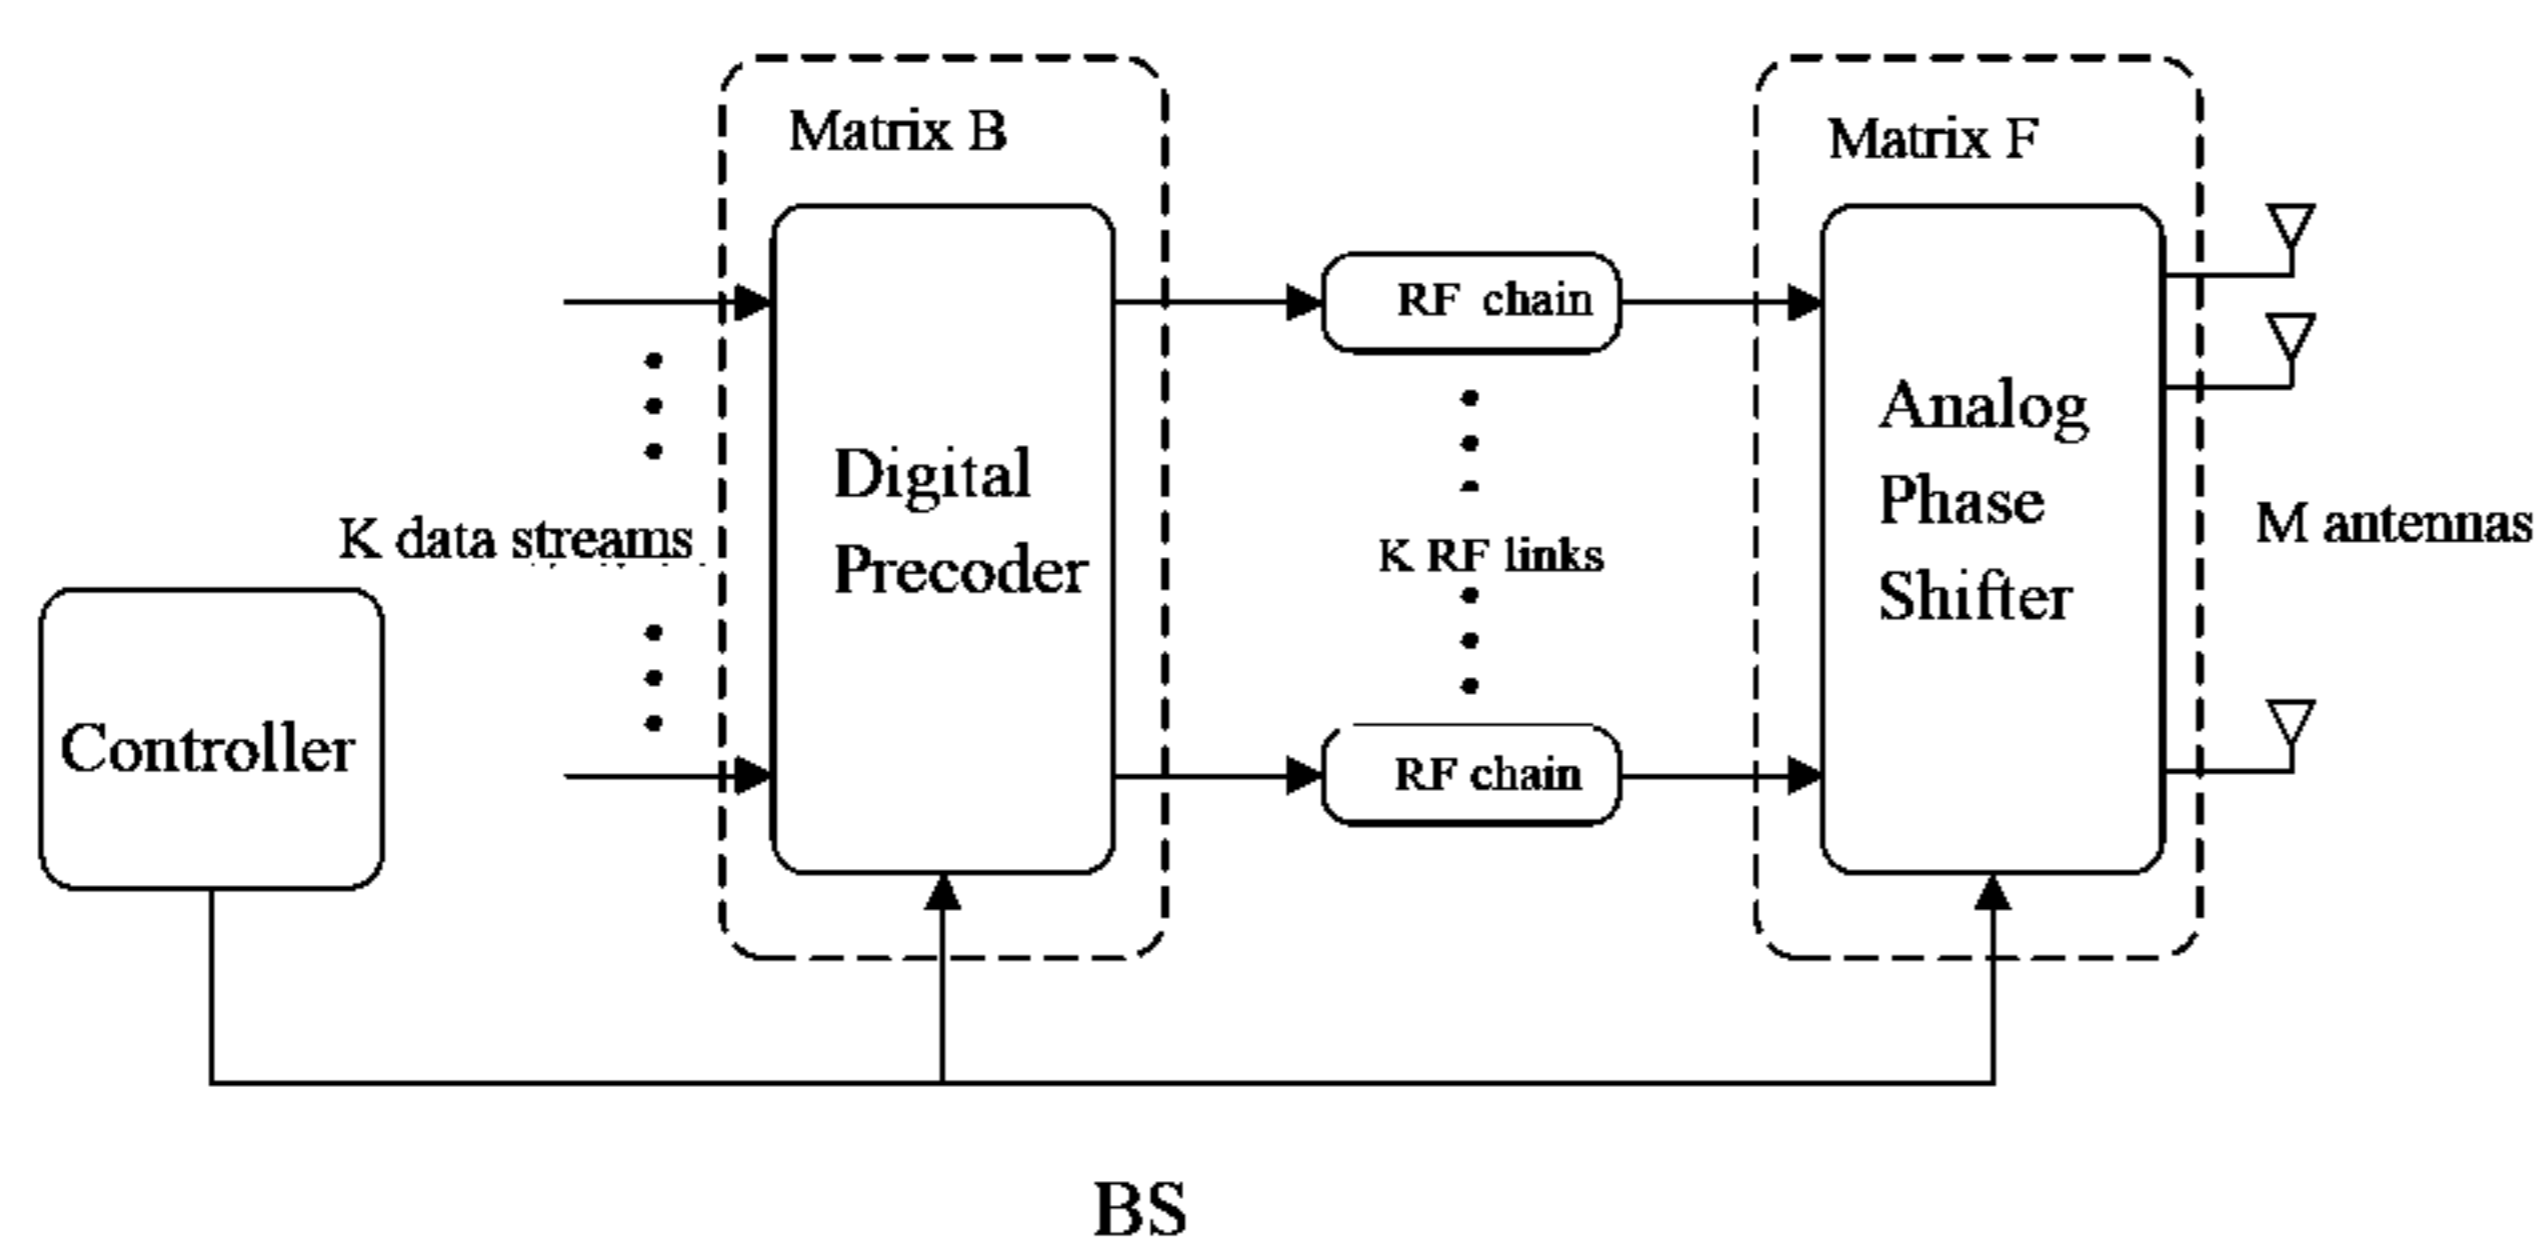 Matrix B
Matrix F
RF chain
Digital
Precoder
Analog
Phase
Shifter
K data streams
K RF links
M antennas
Controller
RF chain
BS